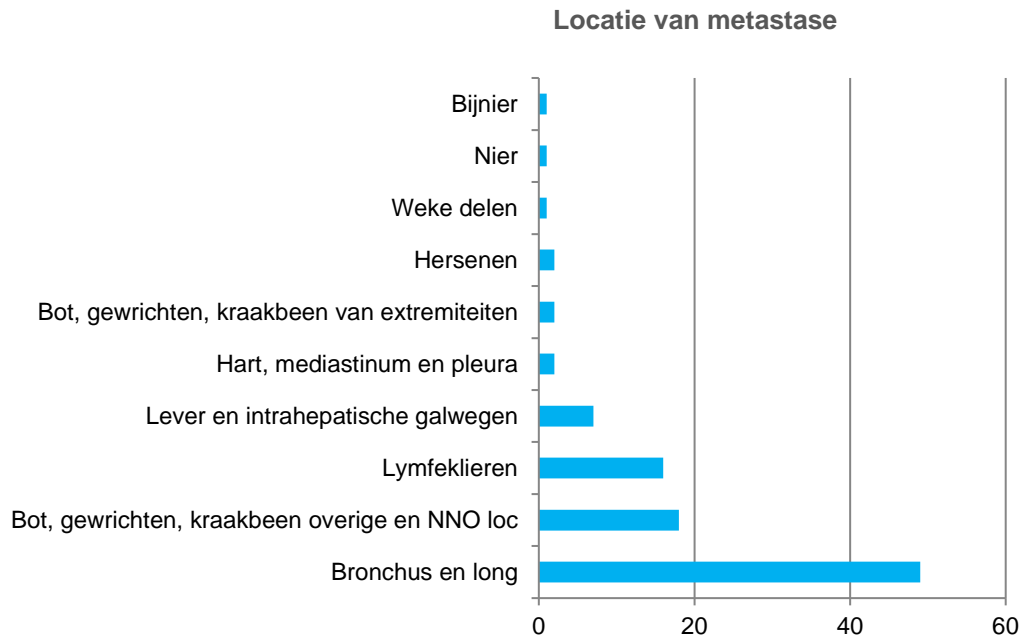 Locatie van metastase
Bijnier
Nier
Weke delen
Hersenen
Bot, gewrichten, kraakbeen van extremiteiten
Hart, mediastinum en pleura
Lever en intrahepatische galwegen
Lymfeklieren
Bot, gewrichten, kraakbeen overige en NNO loc
Bronchus en long
0 20 40 60